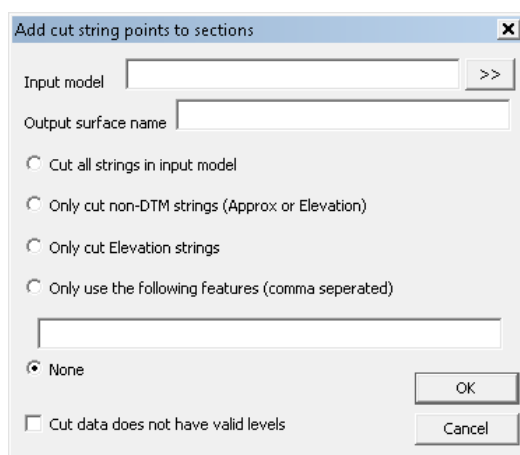 Add cut string points to sections
Input model
>>
Output surface name
Cut all strings in input model
Only cut non-DTM strings (Approx or Elevation)
Only cut Elevation strings
Only use the following features (comma seperated)
None
OK
Cut data does not have valid levels
Cancel